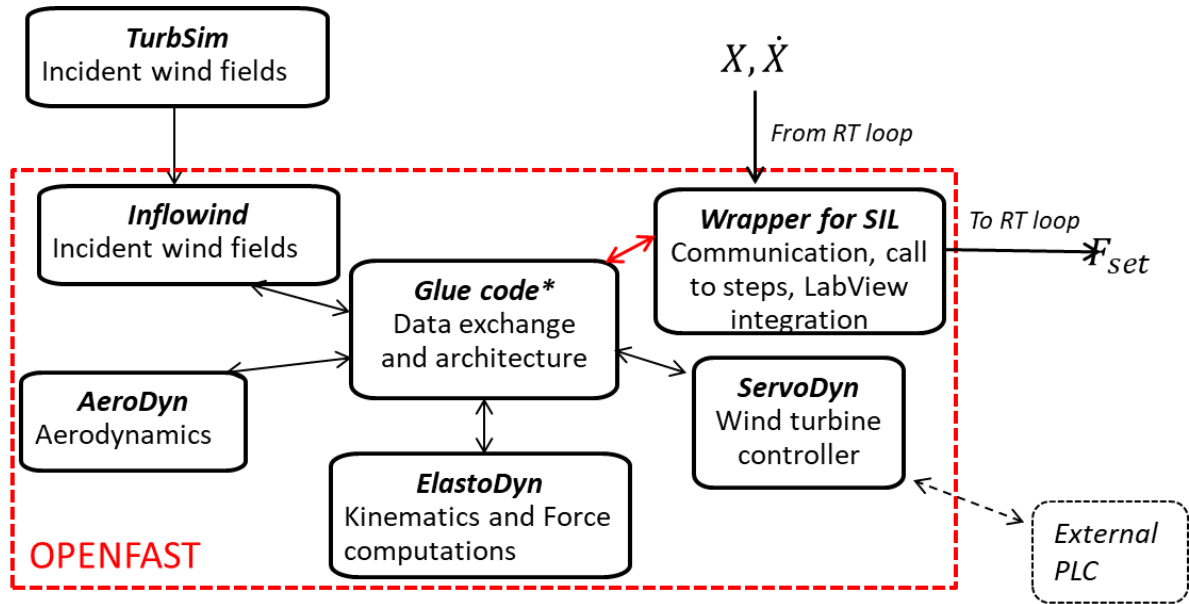 TurbSim
Incident wind fields
X, Ẋ
From RT loop
Inflowind
Incident wind fields
Wrapper for SIL
Communication, call
to steps, LabView
integration
To RT loop
F_set
Glue code*
Data exchange
and architecture
AeroDyn
Aerodynamics
ServoDyn
Wind turbine
controller
ElastoDyn
Kinematics and Force
computations
OPENFAST
External
PLC